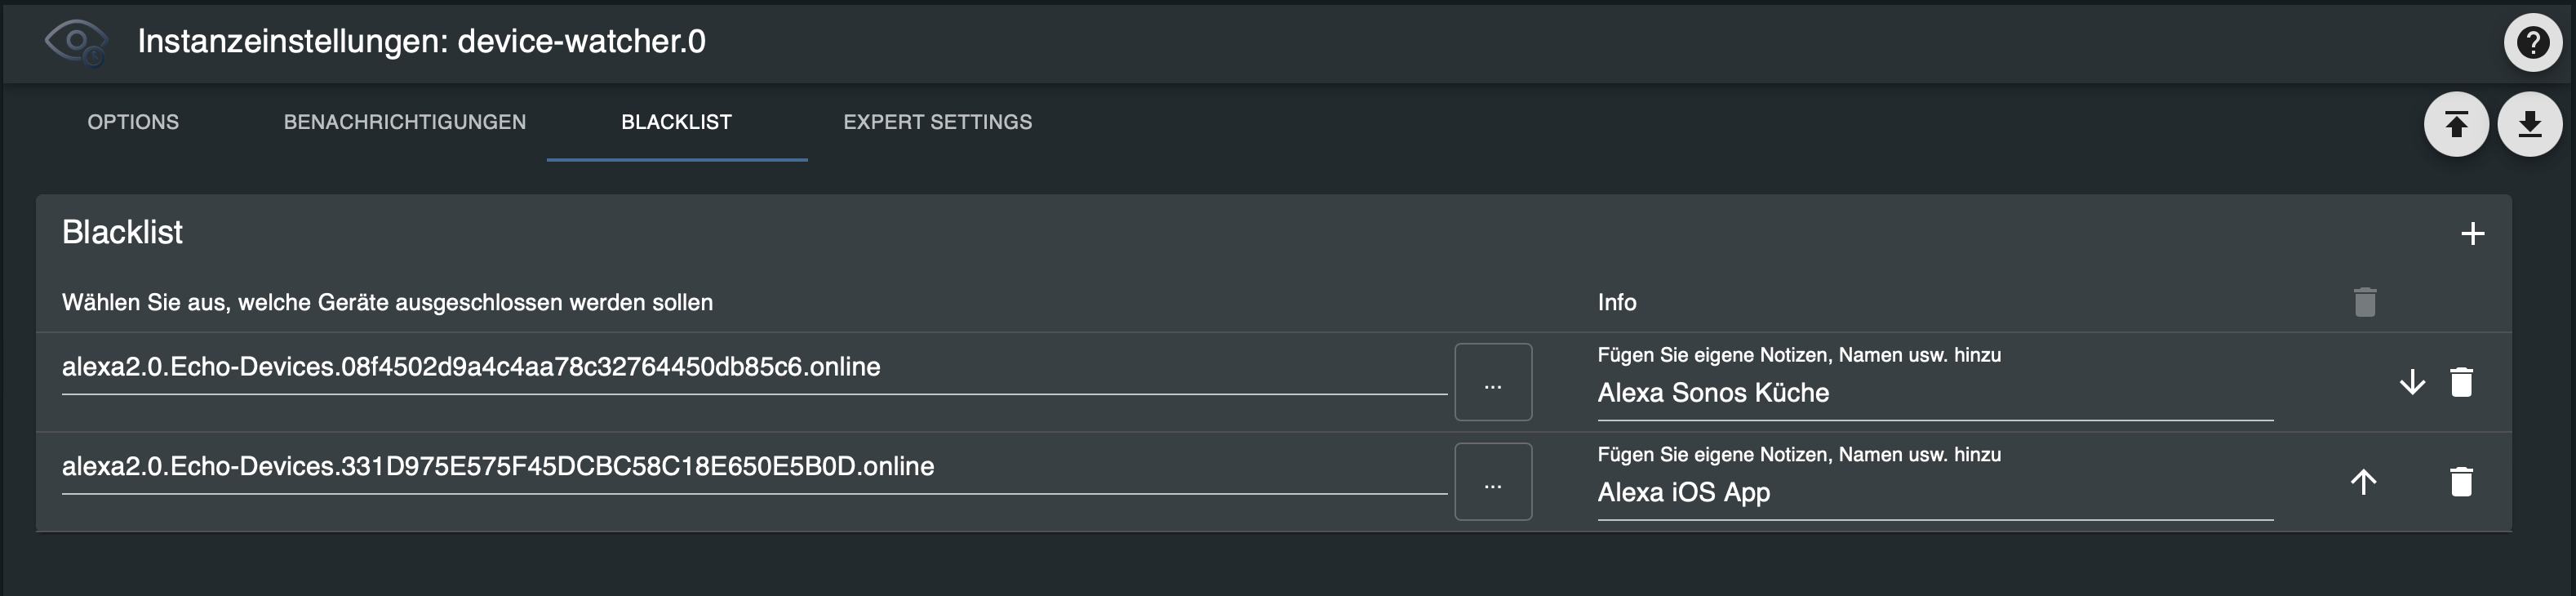 Instanzeinstellungen: device-watcher.0
OPTIONS BENACHRICHTIGUNGEN BLACKLIST EXPERT SETTINGS
Blacklist
Wählen Sie aus, welche Geräte ausgeschlossen werden sollen Info
alexa2.0.Echo-Devices.08f4502d9a4c4aa78c32764450db85c6.online ... Fügen Sie eigene Notizen, Namen usw. hinzu
Alexa Sonos Küche
alexa2.0.Echo-Devices.331D975E575F45DCBC58C18E650E5B0D.online ... Fügen Sie eigene Notizen, Namen usw. hinzu
Alexa iOS App